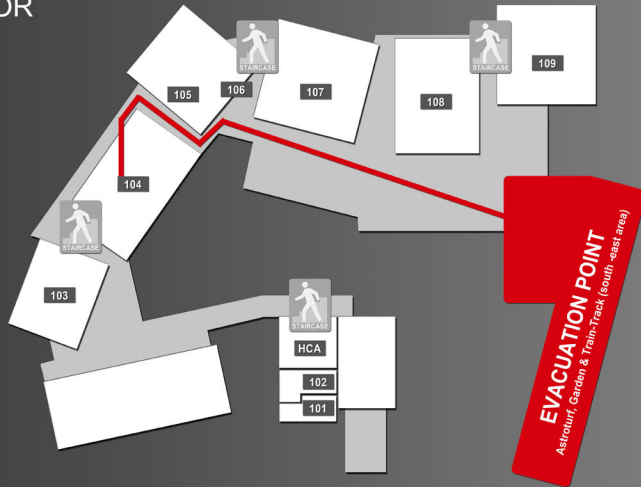 OR
STAIRCASE
STAIRCASE
109
105
106
107
108
104
STAIRCASE
103
STAIRCASE
HCA
102
101
EVACUATION POINT
Astroturf, Garden & Train-Track (south -east area)